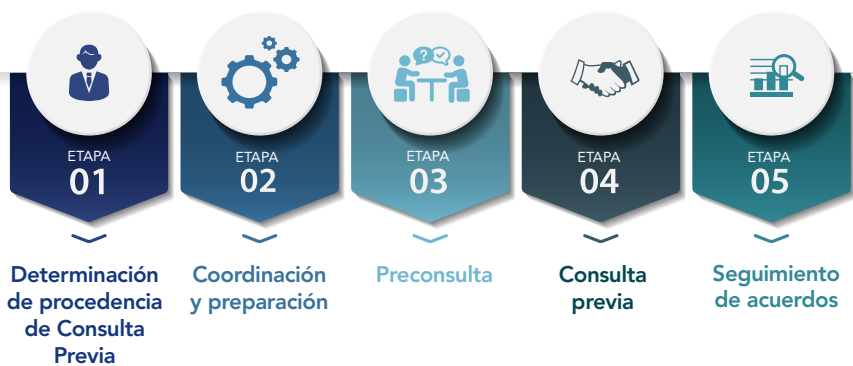 ETAPA
01
Determinación
de procedencia
de Consulta
Previa
ETAPA
02
Coordinación
y preparación
?
ETAPA
03
Preconsulta
ETAPA
04
Consulta
previa
ETAPA
05
Seguimiento
de acuerdos